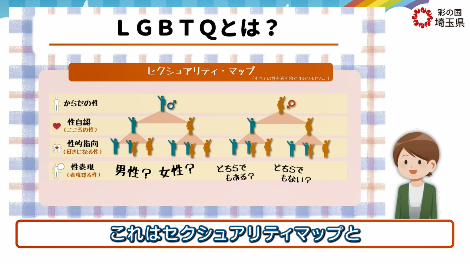 LGBTQとは？
彩の国
埼玉県
セクシュアリティ・マップ
からだの性
性自認
(こころの性)
性的指向
(好きになる性)
性表現
(表現する性)
男性？ 女性？ どちらでもある？ どちらでもない？
これはセクシュアリティマップと